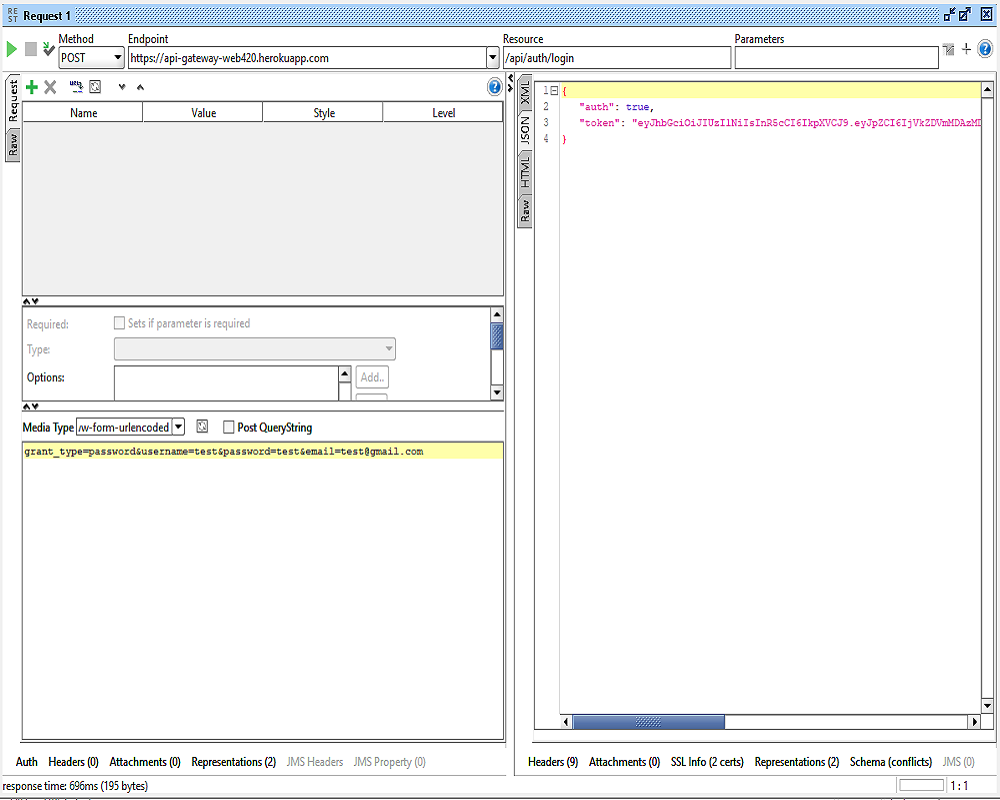 RE
ST
Request 1
Method
Endpoint
Resource
Parameters
POST
https://api-gateway-web420.herokuapp.com
/api/auth/login
Request
Raw
Name Value Style Level
Required:
Sets if parameter is required
Type:
Options:
Add..
Media Type
w-form-urlencoded
Post QueryString
grant_type=password&username=test&password=test&email=test@gmail.com
Auth Headers (0) Attachments (0) Representations (2) JMS Headers JMS Property (0)
XML
JSON
HTML
Raw
1 {
2 "auth": true,
3 "token": "eyJhbGciOiJIUzI1NiIsInR5cCI6IkpXVCJ9.eyJpZCI6IjVkZDVmMDAzMD
4 }
Headers (9) Attachments (0) SSL Info (2 certs) Representations (2) Schema (conflicts) JMS (0)
response time: 696ms (195 bytes)
1 : 1